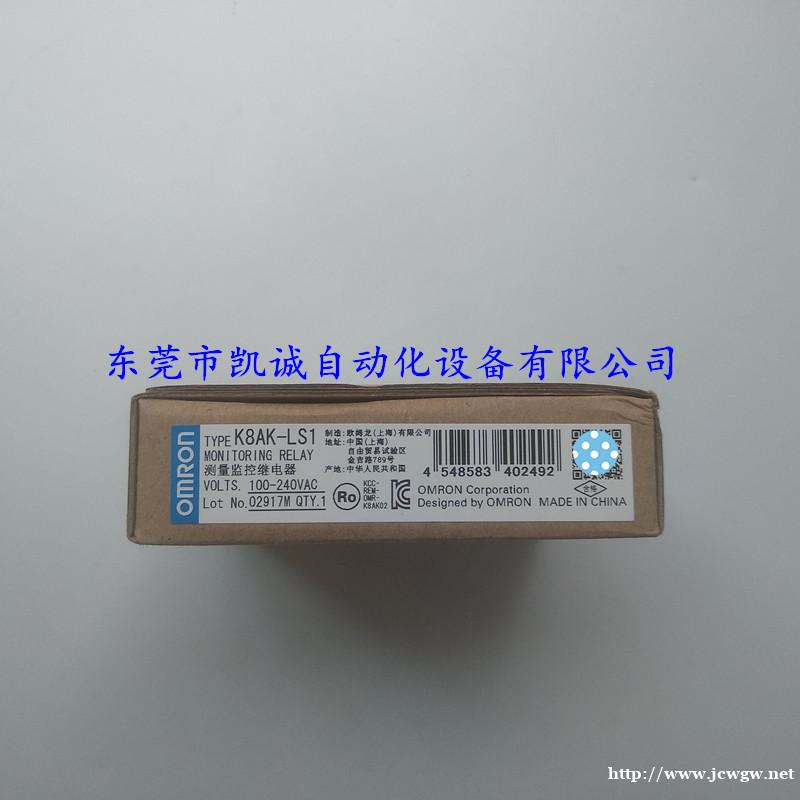 东莞市凯诚自动化设备有限公司
OMRON
TYPE K8AK-LS1
MONITORING RELAY
测量监控继电器
VOLTS. 100-240VAC
Lot No.02917M QTY.1
制造:欧姆龙(上海)有限公司
地址:中国(上海)
自由贸易试验区
金吉路789号
产地:中华人民共和国
Ro
KCC-
REM-
OMR-
K8AK02
4 548583 402492
OMRON Corporation
Designed by OMRON MADE IN CHINA
合格
http://www.jcwgw.net